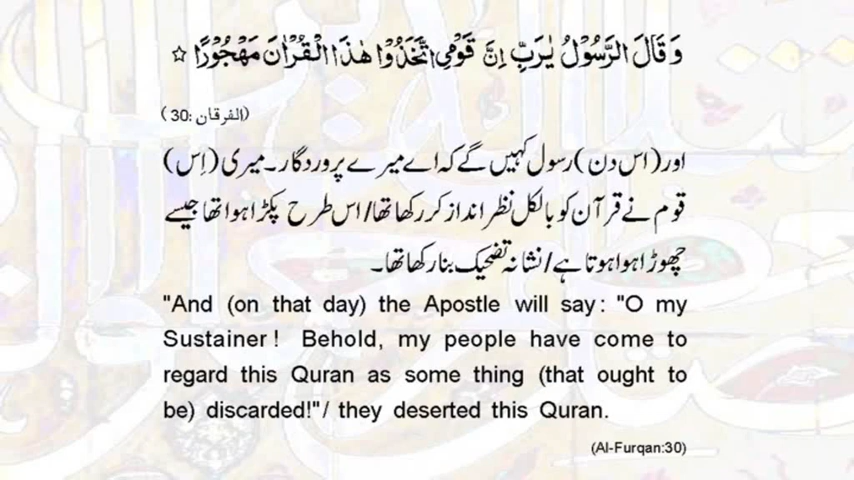 وَ قَالَ الرَّسُوْلُ یٰرَبِّ اِنَّ قَوْمِی اتَّخَذُوْا هٰذَا الْقُرْاٰنَ مَهْجُوْرًا ☆
(الفرقان :30)
اور (اس دن) رسول کہیں گے کہ اے میرے پروردگار۔ میری (اِس)
قوم نے قرآن کو بالکل نظر انداز کر رکھا تھا/ اس طرح پکڑا ہوا تھا جیسے
چھوڑا ہوا ہوتا ہے/ نشانہ تضحیک بنا رکھا تھا۔
"And (on that day) the Apostle will say: "O my
Sustainer ! Behold, my people have come to
regard this Quran as some thing (that ought to
be) discarded!"/ they deserted this Quran.
(Al-Furqan:30)